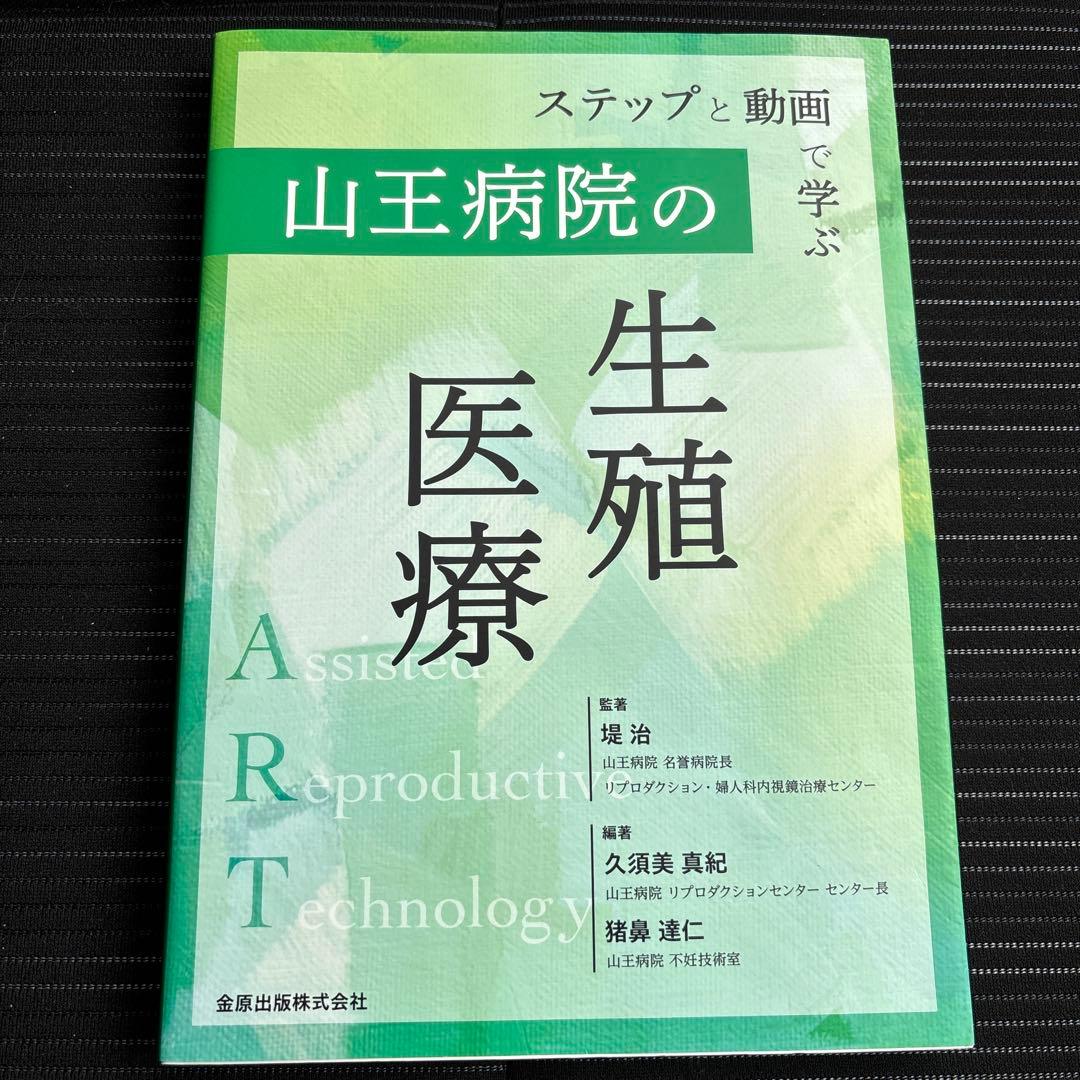 ステップと動画で学ぶ
山王病院の
生殖
医療
Assisted
Reproductive
Technology
監著
堤 治
山王病院 名誉病院長
リプロダクション・婦人科内視鏡治療センター
編著
久須美 真紀
山王病院 リプロダクションセンター センター長
猪鼻 達仁
山王病院 不妊技術室
金原出版株式会社